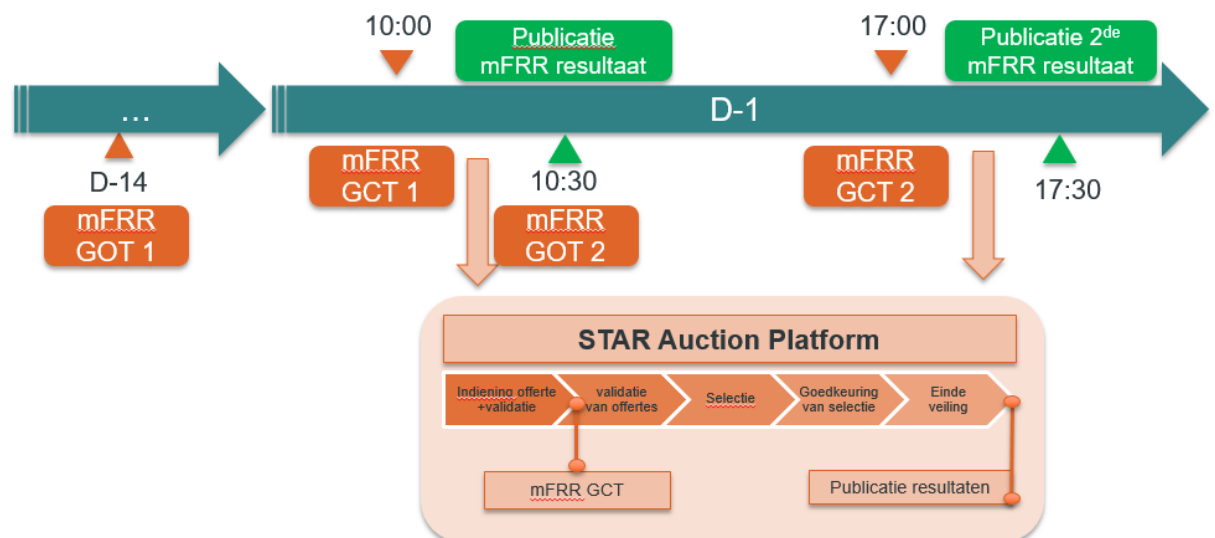 10:00
Publicatie
mFRR resultaat
17:00
Publicatie 2de
mFRR resultaat
...
D-1
D-14
mFRR
GOT 1
mFRR
GCT 1
10:30
mFRR
GOT 2
mFRR
GCT 2
17:30
STAR Auction Platform
Indiening offerte
+validatie
validatie
van offertes
Selectie
Goedkeuring
van selectie
Einde
veiling
mFRR GCT
Publicatie resultaten